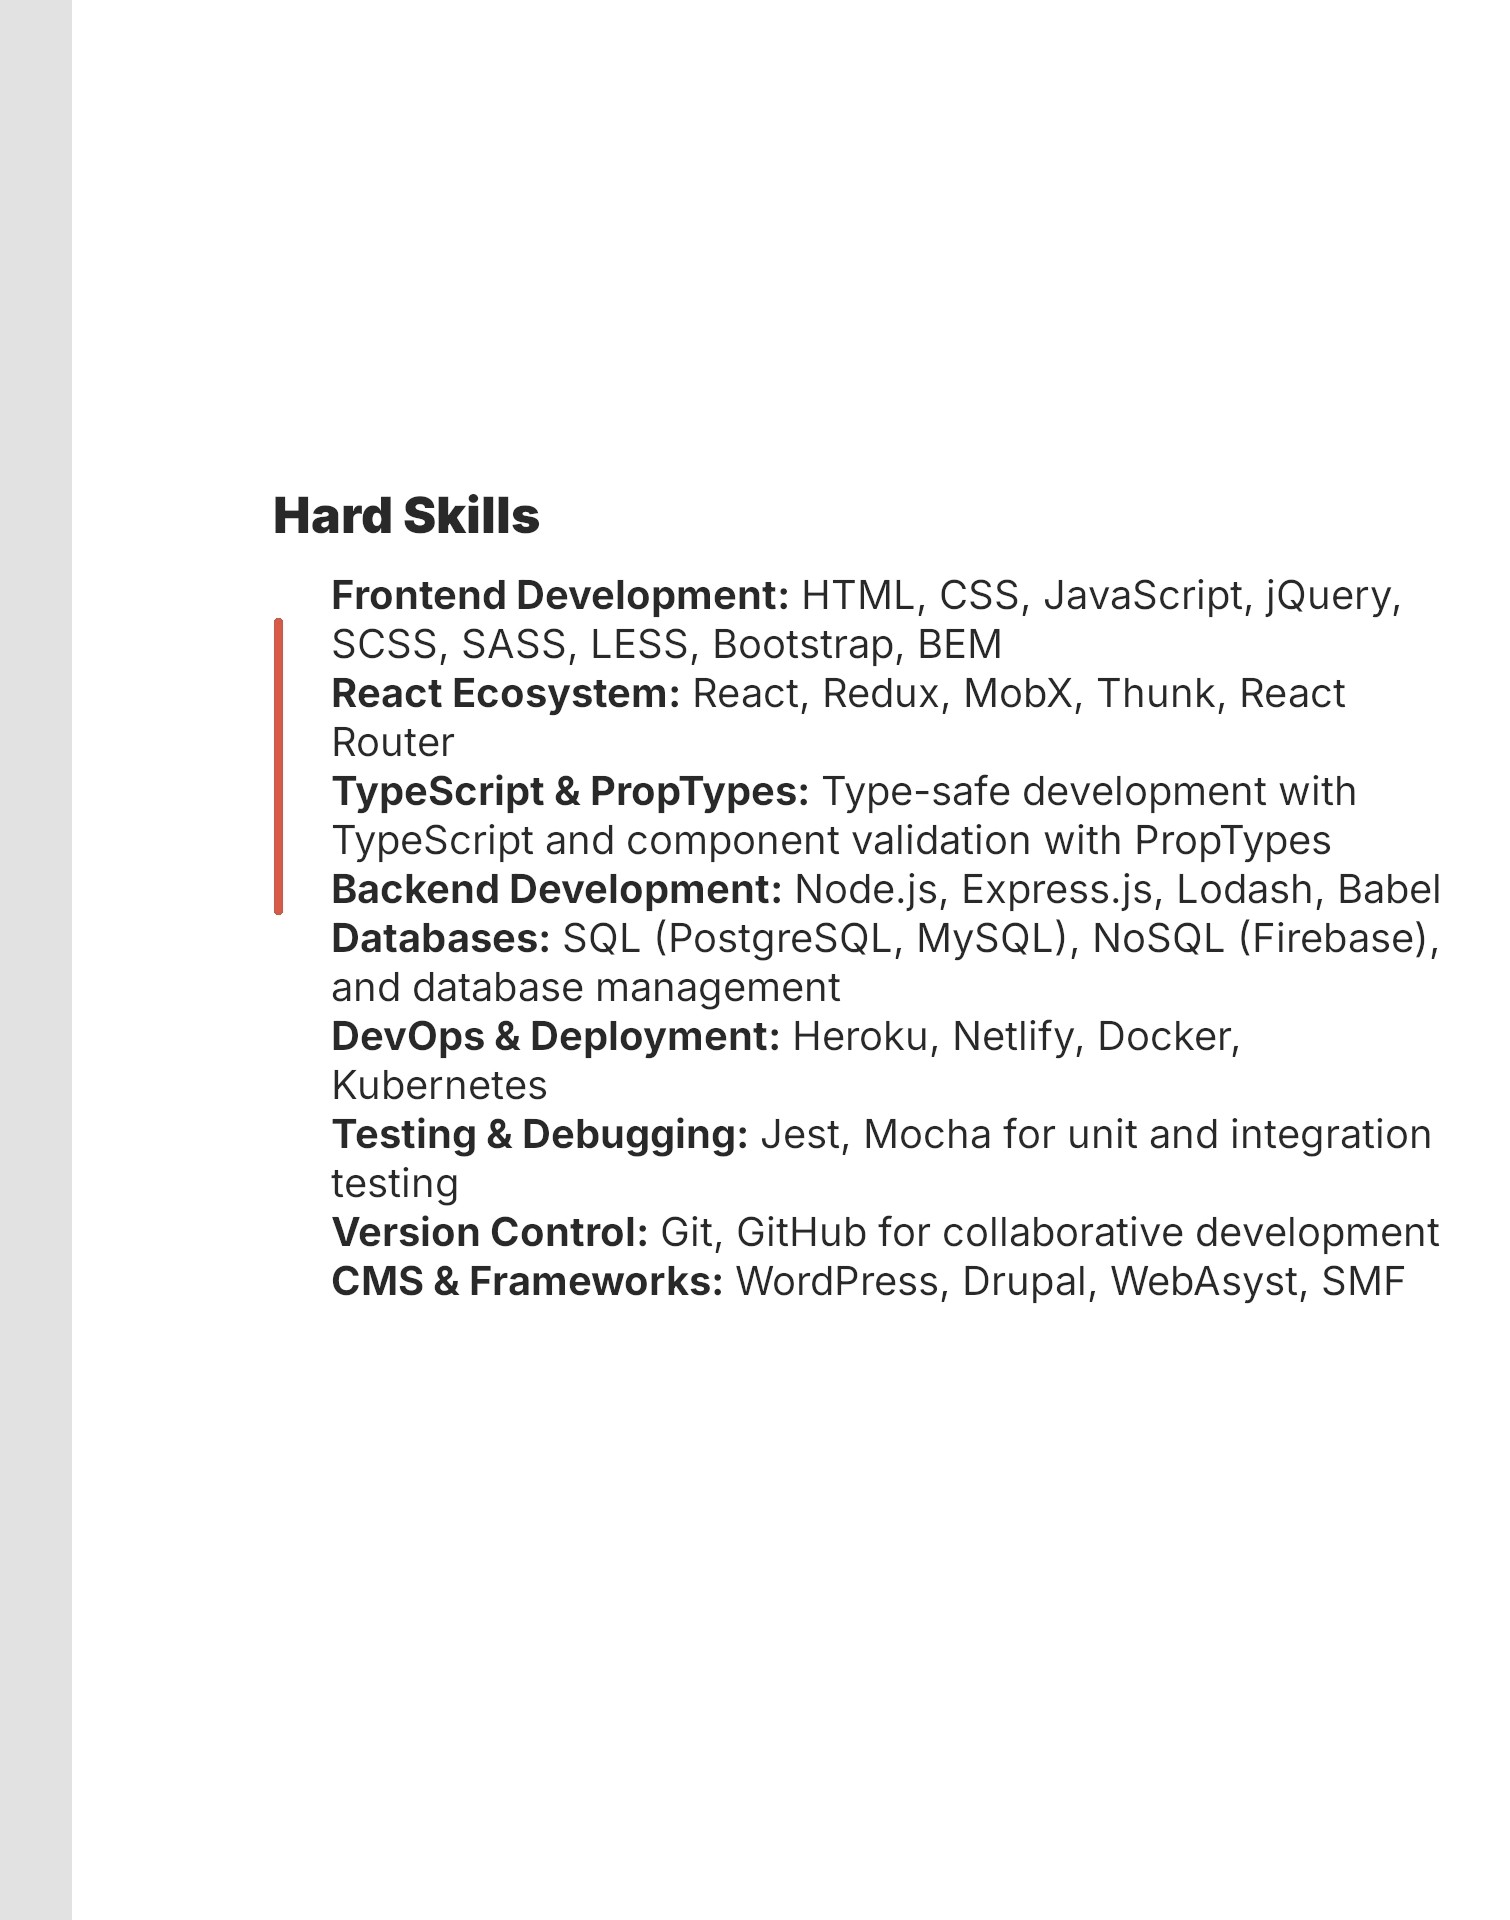 Hard Skills
Frontend Development: HTML, CSS, JavaScript, jQuery,
SCSS, SASS, LESS, Bootstrap, BEM
React Ecosystem: React, Redux, MobX, Thunk, React
Router
TypeScript & PropTypes: Type-safe development with
TypeScript and component validation with PropTypes
Backend Development: Node.js, Express.js, Lodash, Babel
Databases: SQL (PostgreSQL, MySQL), NoSQL (Firebase),
and database management
DevOps & Deployment: Heroku, Netlify, Docker,
Kubernetes
Testing & Debugging: Jest, Mocha for unit and integration
testing
Version Control: Git, GitHub for collaborative development
CMS & Frameworks: WordPress, Drupal, WebAsyst, SMF